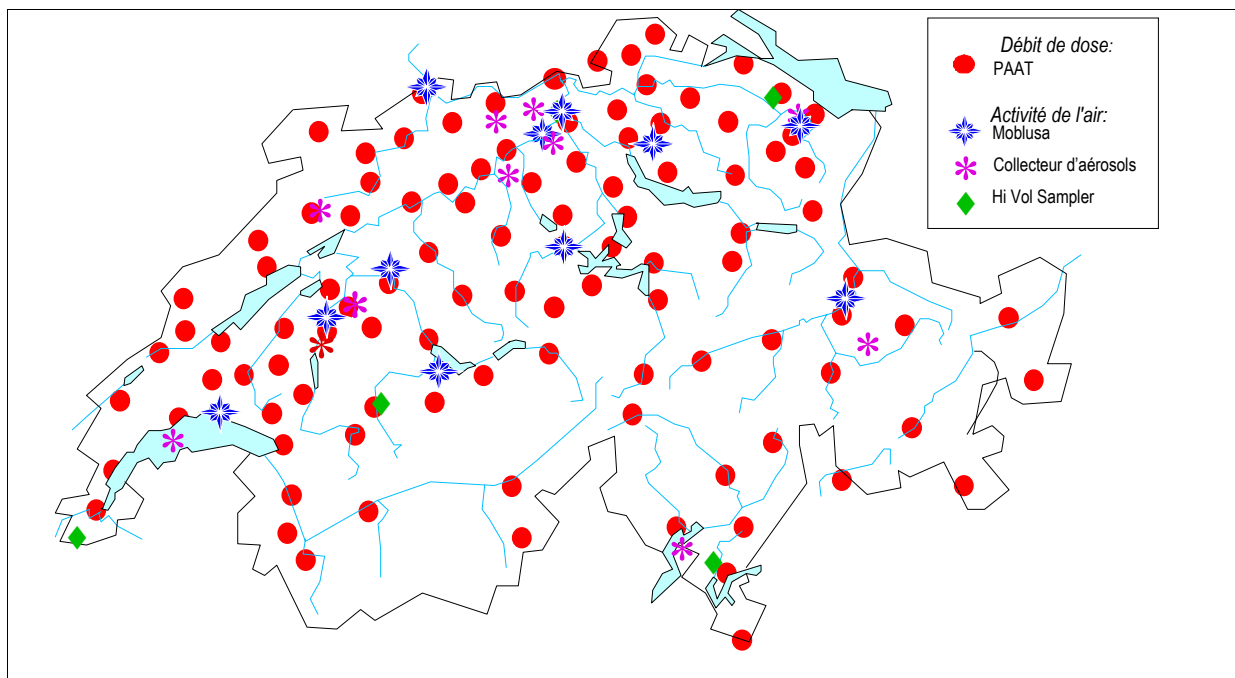 Débit de dose:
PAAT
Activité de l'air:
Moblusa
Collecteur d'aérosols
Hi Vol Sampler